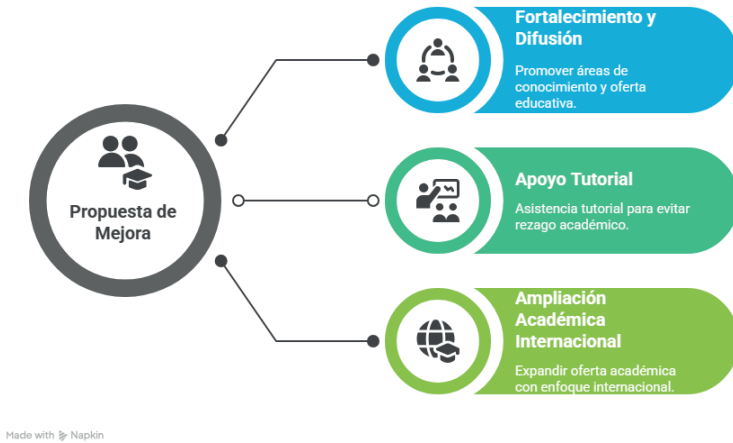 Propuesta de
Mejora
Fortalecimiento y
Difusión
Promover áreas de
conocimiento y oferta
educativa.
Apoyo Tutorial
Asistencia tutorial para evitar
rezago académico.
Ampliación
Académica
Internacional
Expandir oferta académica
con enfoque internacional.
Made with Napkin